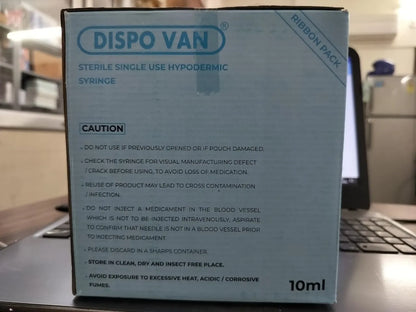 DISPO VAN®
RIBBON PACK
STERILE SINGLE USE HYPODERMIC
SYRINGE
CAUTION
- DO NOT USE IF PREVIOUSLY OPENED OR IF POUCH DAMAGED.
- CHECK THE SYRINGE FOR VISUAL MANUFACTURING DEFECT
/ CRACK BEFORE USING, TO AVOID LOSS OF MEDICATION.
- REUSE OF PRODUCT MAY LEAD TO CROSS CONTAMINATION
/ INFECTION.
- DO NOT INJECT A MEDICAMENT IN THE BLOOD VESSEL
WHICH IS NOT TO BE INJECTED INTRAVENOUSLY, ASPIRATE
TO CONFIRM THAT NEEDLE IS NOT IN A BLOOD VESSEL PRIOR
TO INJECTING MEDICAMENT.
- PLEASE DISCARD IN A SHARPS CONTAINER.
- STORE IN CLEAN, DRY AND INSECT FREE PLACE.
- AVOID EXPOSURE TO EXCESSIVE HEAT, ACIDIC / CORROSIVE
FUMES.
10ml